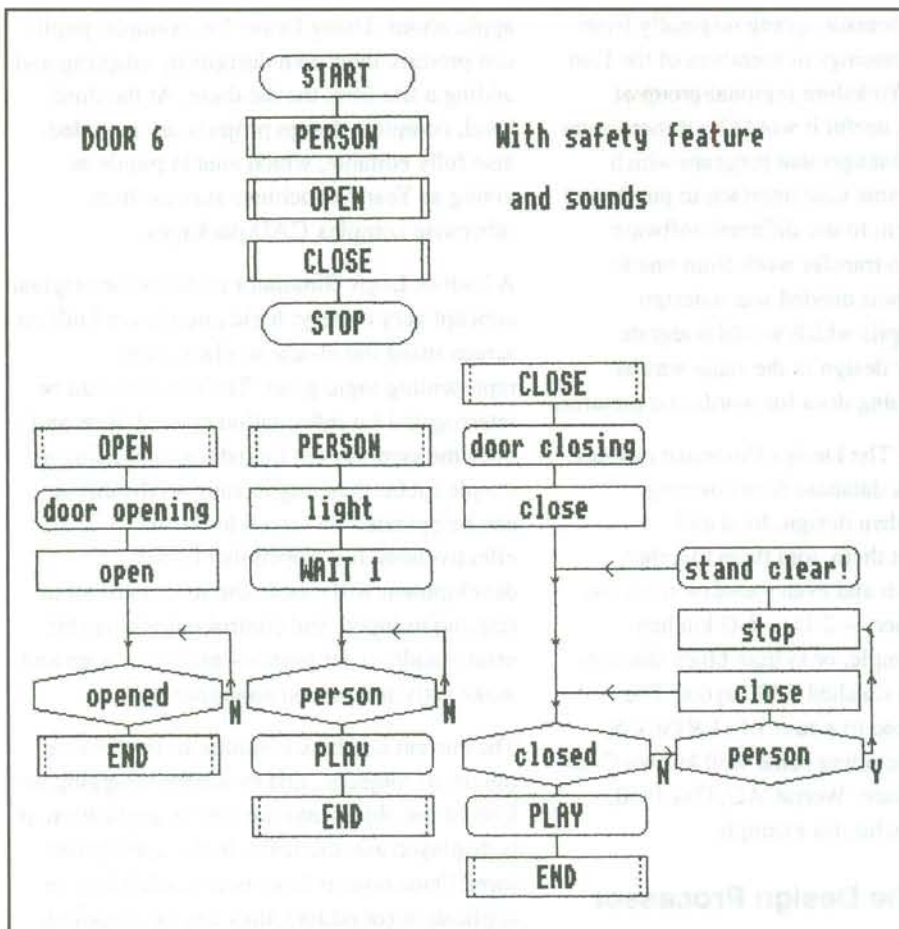 START
DOOR 6
PERSON
With safety feature
OPEN
and sounds
CLOSE
STOP
OPEN
door opening
open
opened
N
END
PERSON
light
WAIT 1
person
N
PLAY
END
CLOSE
door closing
close
stand clear!
stop
close
closed
N
person
Y
PLAY
END